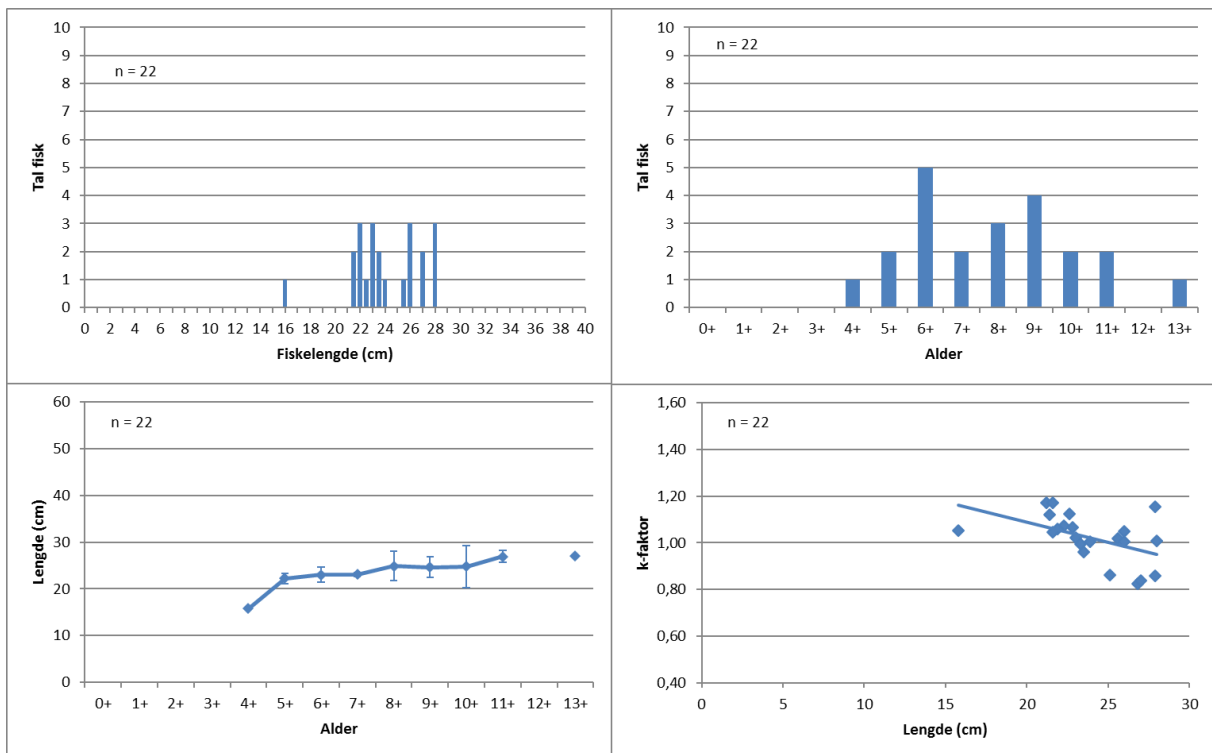 10
9
8
7
6
5
4
3
2
1
0
Tal fisk
n = 22
0 2 4 6 8 10 12 14 16 18 20 22 24 26 28 30 32 34 36 38 40
Fiskelengde (cm)
10
9
8
7
6
5
4
3
2
1
0
Tal fisk
n = 22
0+ 1+ 2+ 3+ 4+ 5+ 6+ 7+ 8+ 9+ 10+ 11+ 12+ 13+
Alder
60
50
40
30
20
10
0
Lengde (cm)
n = 22
0+ 1+ 2+ 3+ 4+ 5+ 6+ 7+ 8+ 9+ 10+ 11+ 12+ 13+
Alder
1,60
1,40
1,20
1,00
0,80
0,60
0,40
k-faktor
n = 22
0 5 10 15 20 25 30
Lengde (cm)